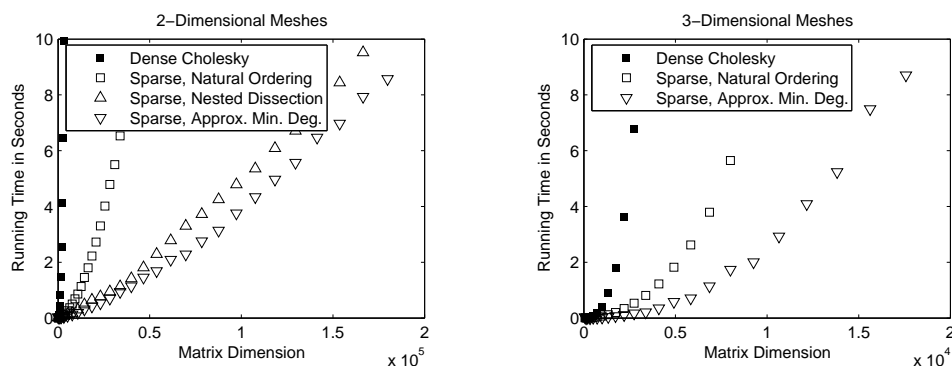 2−Dimensional Meshes
10
8
6
4
2
0
Running Time in Seconds
Dense Cholesky
Sparse, Natural Ordering
Sparse, Nested Dissection
Sparse, Approx. Min. Deg.
0 0.5 1 1.5 2
Matrix Dimension
x 10^5
3−Dimensional Meshes
10
8
6
4
2
0
Running Time in Seconds
Dense Cholesky
Sparse, Natural Ordering
Sparse, Approx. Min. Deg.
0 0.5 1 1.5 2
Matrix Dimension
x 10^4